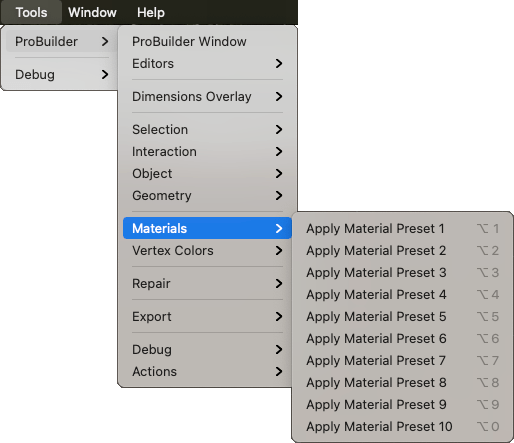 Tools Window Help
ProBuilder
Debug
ProBuilder Window
Editors
Dimensions Overlay
Selection
Interaction
Object
Geometry
Materials
Vertex Colors
Repair
Export
Debug
Actions
Apply Material Preset 1 ⌥ 1
Apply Material Preset 2 ⌥ 2
Apply Material Preset 3 ⌥ 3
Apply Material Preset 4 ⌥ 4
Apply Material Preset 5 ⌥ 5
Apply Material Preset 6 ⌥ 6
Apply Material Preset 7 ⌥ 7
Apply Material Preset 8 ⌥ 8
Apply Material Preset 9 ⌥ 9
Apply Material Preset 10 ⌥ 0